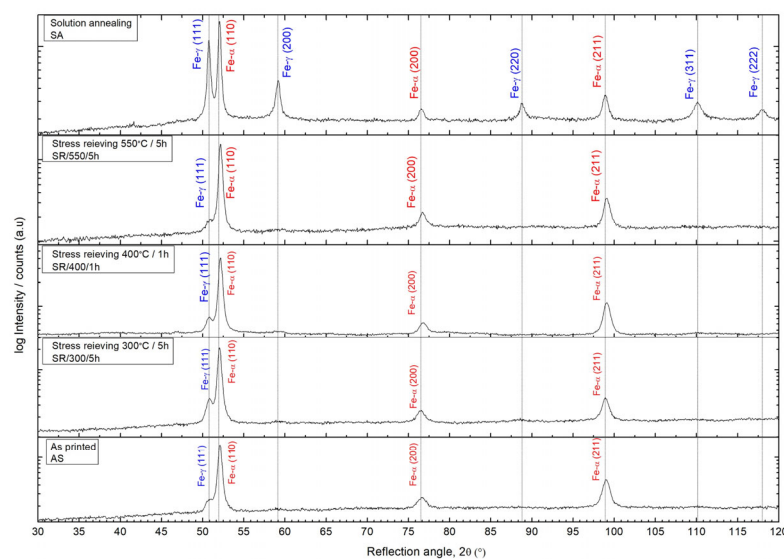 Solution annealing
SA
Fe-γ (111)
Fe-α (110)
Fe-γ (200)
Fe-α (200)
Fe-γ (220)
Fe-α (211)
Fe-γ (311)
Fe-γ (222)
Stress reieving 550°C / 5h
SR/550/5h
Fe-γ (111)
Fe-α (110)
Fe-α (200)
Fe-α (211)
Stress reieving 400°C / 1h
SR/400/1h
Fe-γ (111)
Fe-α (110)
Fe-α (200)
Fe-α (211)
Stress reieving 300°C / 5h
SR/300/5h
Fe-γ (111)
Fe-α (110)
Fe-α (200)
Fe-α (211)
As printed
AS
Fe-γ (111)
Fe-α (110)
Fe-α (200)
Fe-α (211)
log Intensity / counts (a.u)
30 35 40 45 50 55 60 65 70 75 80 85 90 95 100 105 110 115 120
Reflection angle, 2θ (°)